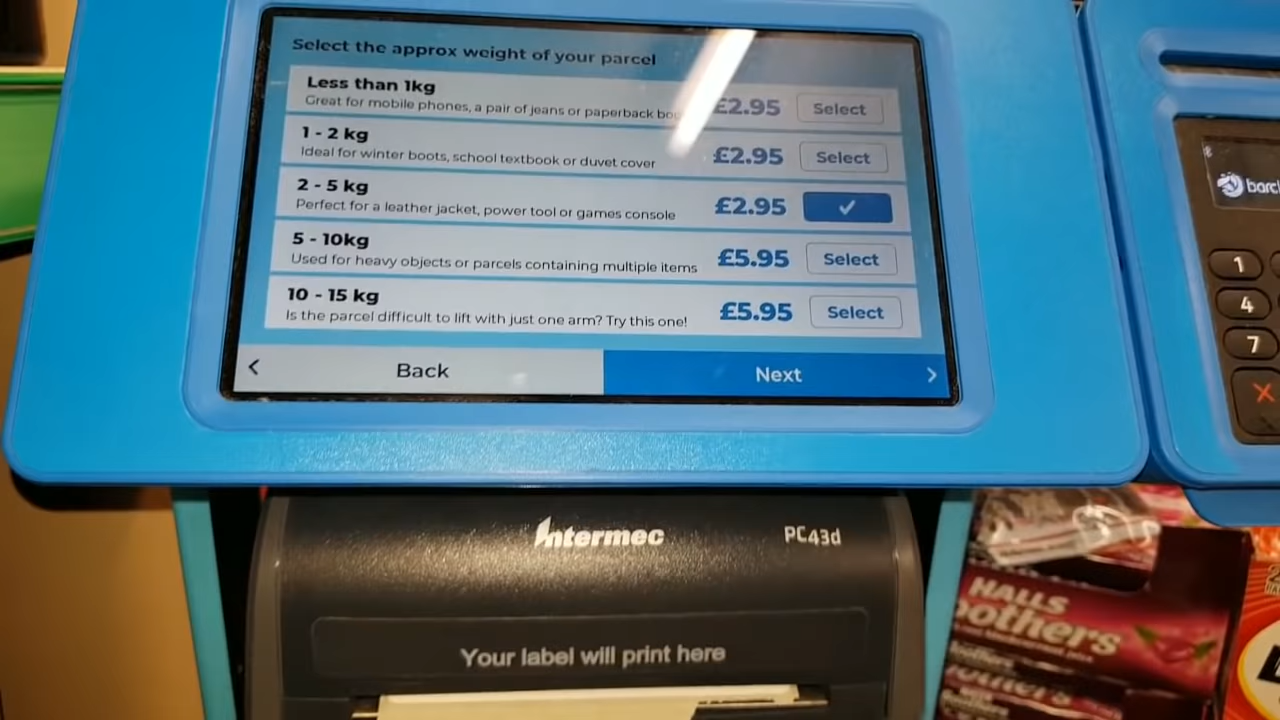 Select the approx weight of your parcel
Less than 1kg
Great for mobile phones, a pair of jeans or paperback
£2.95
Select
1 - 2 kg
Ideal for winter boots, school textbook or duvet cover
£2.95
Select
2 - 5 kg
Perfect for a leather jacket, power tool or games console
£2.95
5 - 10kg
Used for heavy objects or parcels containing multiple items
£5.95
Select
10 - 15 kg
Is the parcel difficult to lift with just one arm? Try this one!
£5.95
Select
Back
Next
1
4
7
Intermec
PC43d
Your label will print here
HALLS